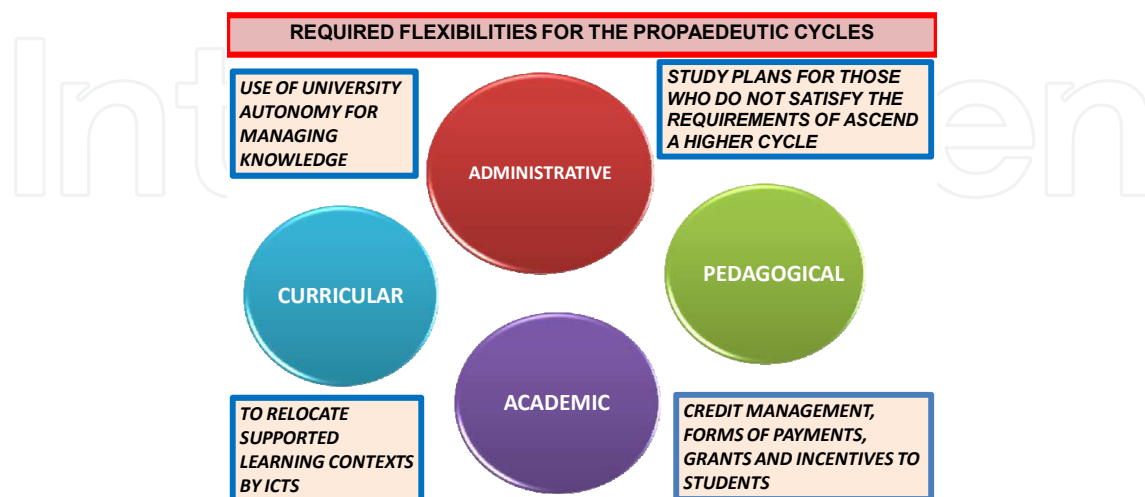 REQUIRED FLEXIBILITIES FOR THE PROPAEDEUTIC CYCLES
USE OF UNIVERSITY
AUTONOMY FOR
MANAGING
KNOWLEDGE
STUDY PLANS FOR THOSE
WHO DO NOT SATISFY THE
REQUIREMENTS OF ASCEND
A HIGHER CYCLE
ADMINISTRATIVE
PEDAGOGICAL
CURRICULAR
ACADEMIC
TO RELOCATE
SUPPORTED
LEARNING CONTEXTS
BY ICTS
CREDIT MANAGEMENT,
FORMS OF PAYMENTS,
GRANTS AND INCENTIVES TO
STUDENTS